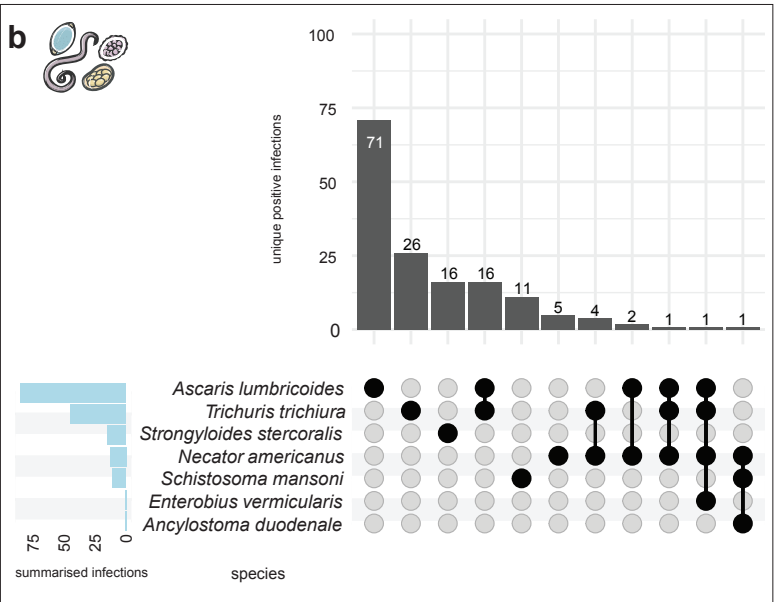 b
100
75
50
25
0
unique positive infections
71
26
16
16
11
5
4
2
1
1
1
Ascaris lumbricoides
Trichuris trichiura
Strongyloides stercoralis
Necator americanus
Schistosoma mansoni
Enterobius vermicularis
Ancylostoma duodenale
75 50 25 0
summarised infections
species